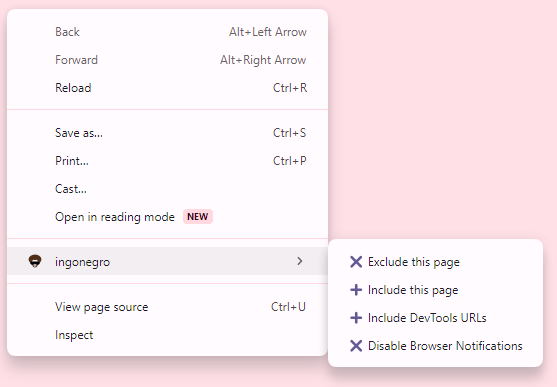 Back Alt+Left Arrow
Forward Alt+Right Arrow
Reload Ctrl+R
Save as... Ctrl+S
Print... Ctrl+P
Cast...
Open in reading mode NEW
ingonegro
View page source Ctrl+U
Inspect
Exclude this page
Include this page
Include DevTools URLs
Disable Browser Notifications